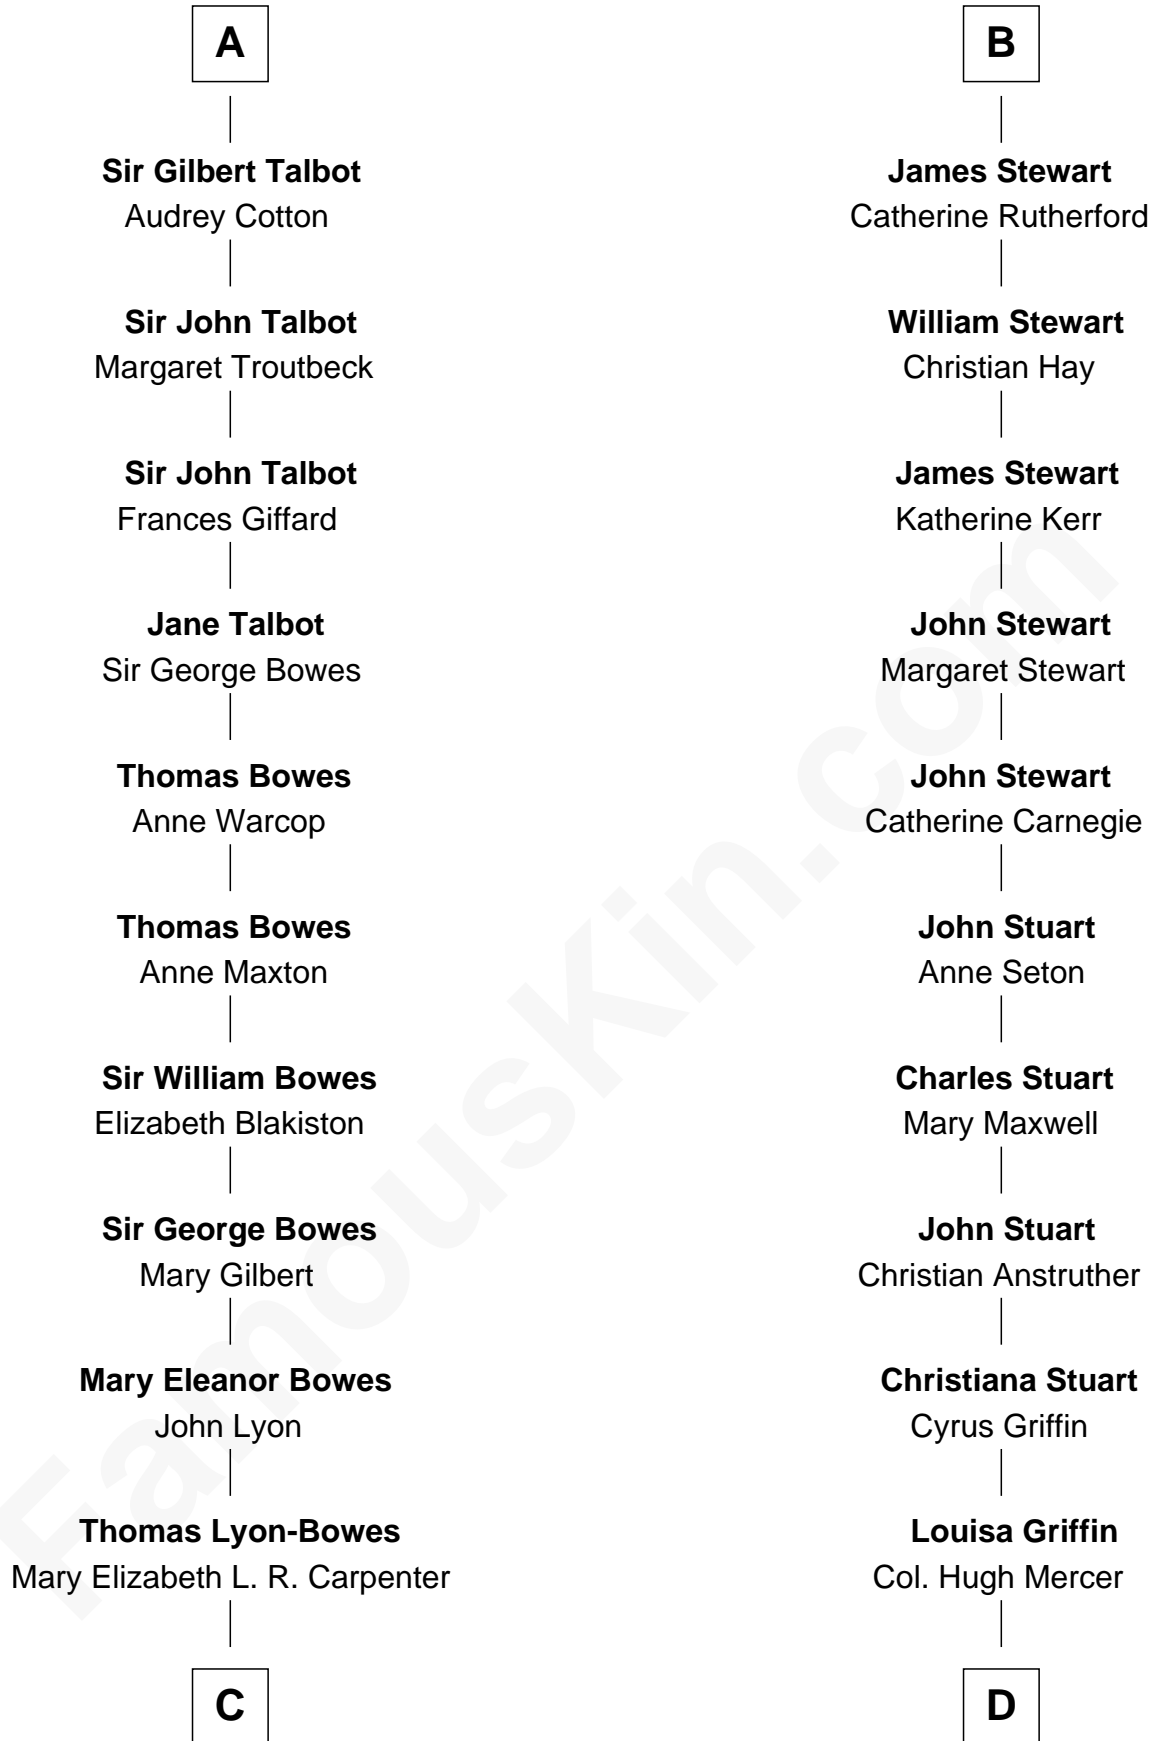 A
Sir Gilbert Talbot
Audrey Cotton
Sir John Talbot
Margaret Troutbeck
Sir John Talbot
Frances Giffard
Jane Talbot
Sir George Bowes
Thomas Bowes
Anne Warcop
Thomas Bowes
Anne Maxton
Sir William Bowes
Elizabeth Blakiston
Sir George Bowes
Mary Gilbert
Mary Eleanor Bowes
John Lyon
Thomas Lyon-Bowes
Mary Elizabeth L. R. Carpenter
C
B
James Stewart
Catherine Rutherford
William Stewart
Christian Hay
James Stewart
Katherine Kerr
John Stewart
Margaret Stewart
John Stewart
Catherine Carnegie
John Stuart
Anne Seton
Charles Stuart
Mary Maxwell
John Stuart
Christian Anstruther
Christiana Stuart
Cyrus Griffin
Louisa Griffin
Col. Hugh Mercer
D
FamousKin.com